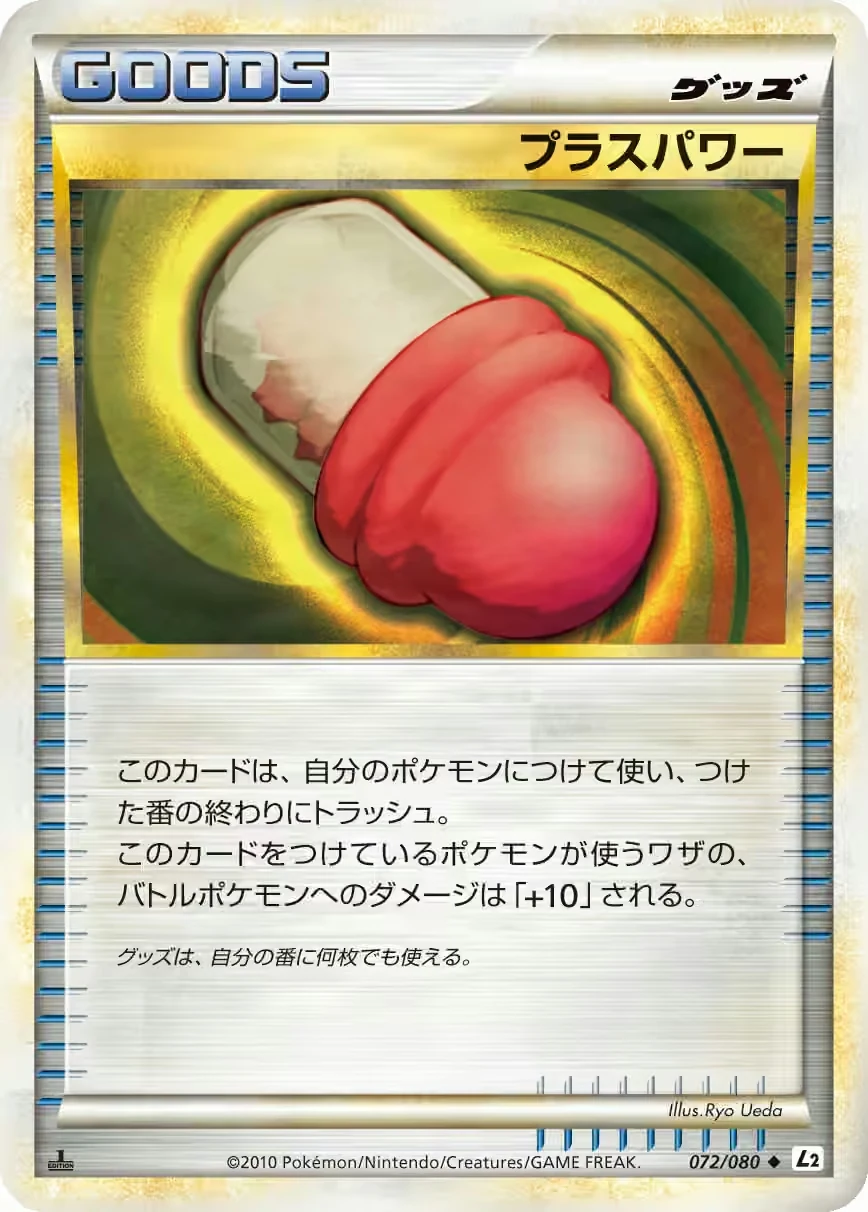 GOODS
グッズ
プラスパワー
このカードは、自分のポケモンにつけて使い、つけ
た番の終わりにトラッシュ。
このカードをつけているポケモンが使うワザの、
バトルポケモンへのダメージは「+10」される。
グッズは、自分の番に何枚でも使える。
Illus.Ryo Ueda
1 EDITION
©2010 Pokémon/Nintendo/Creatures/GAME FREAK.
072/080 ◆ L2